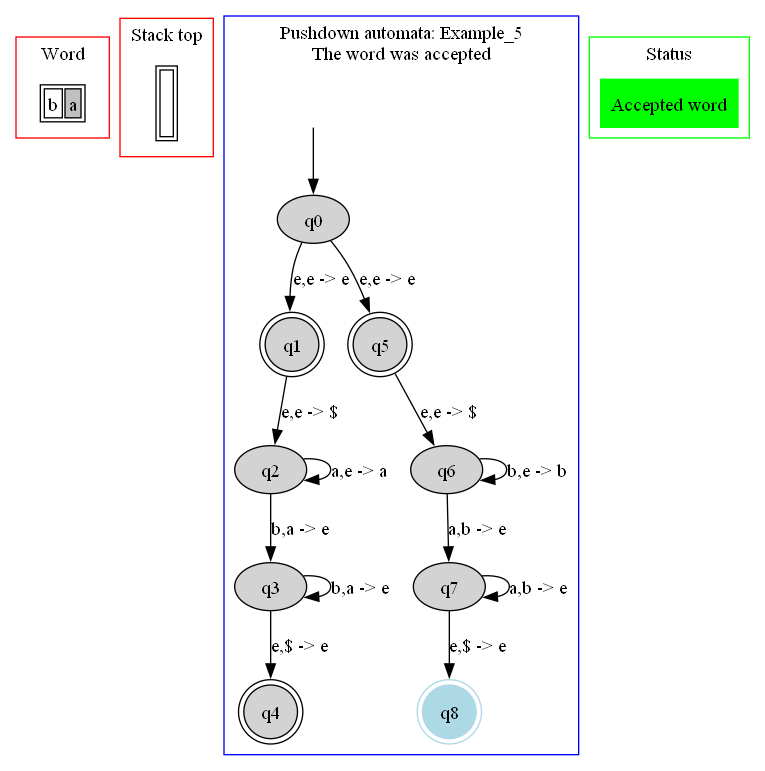 Word
b a
Stack top
Pushdown automata: Example_5
The word was accepted
Status
Accepted word
q0
e,e -> e
e,e -> e
q1
q5
e,e -> $
e,e -> $
q2
a,e -> a
q6
b,e -> b
b,a -> e
a,b -> e
q3
b,a -> e
q7
a,b -> e
e,$ -> e
e,$ -> e
q4
q8